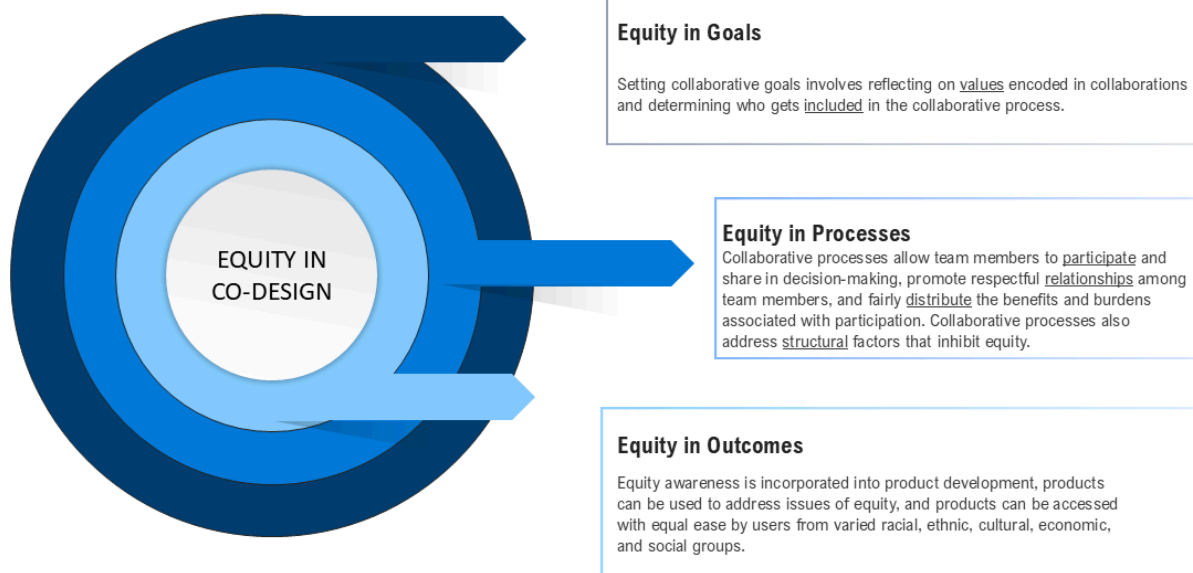 EQUITY IN
CO-DESIGN
Equity in Goals
Setting collaborative goals involves reflecting on values encoded in collaborations
and determining who gets included in the collaborative process.
Equity in Processes
Collaborative processes allow team members to participate and
share in decision-making, promote respectful relationships among
team members, and fairly distribute the benefits and burdens
associated with participation. Collaborative processes also
address structural factors that inhibit equity.
Equity in Outcomes
Equity awareness is incorporated into product development, products
can be used to address issues of equity, and products can be accessed
with equal ease by users from varied racial, ethnic, cultural, economic,
and social groups.